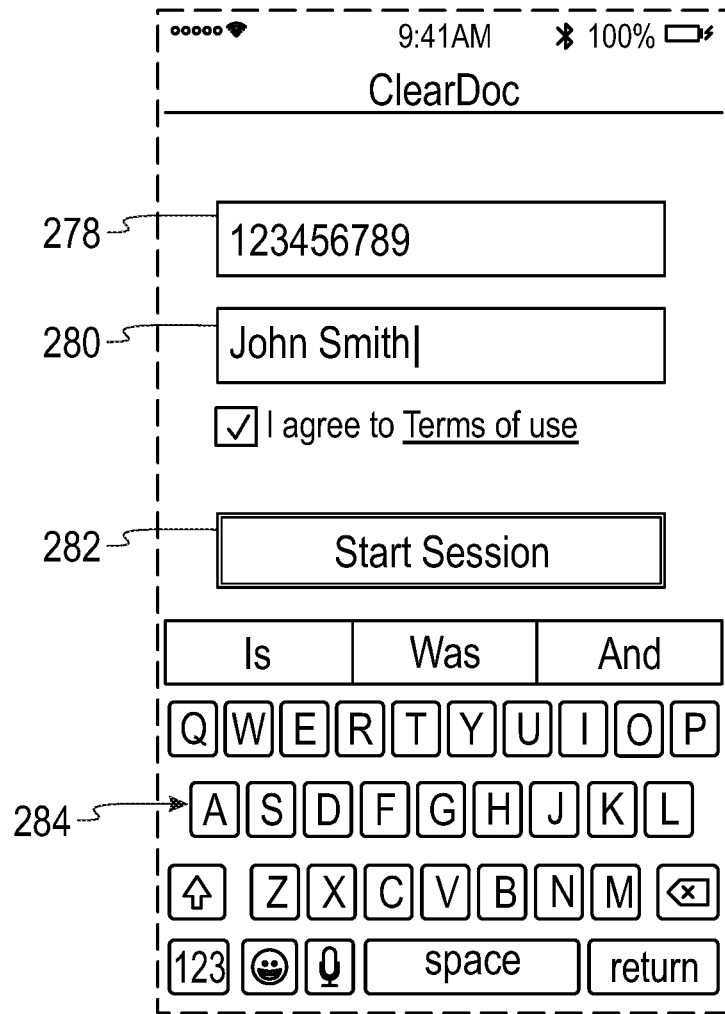 9:41AM 100%
ClearDoc
278 123456789
280 John Smith
I agree to Terms of use
282 Start Session
Is Was And
Q W E R T Y U I O P
284 A S D F G H J K L
Z X C V B N M
123 space return